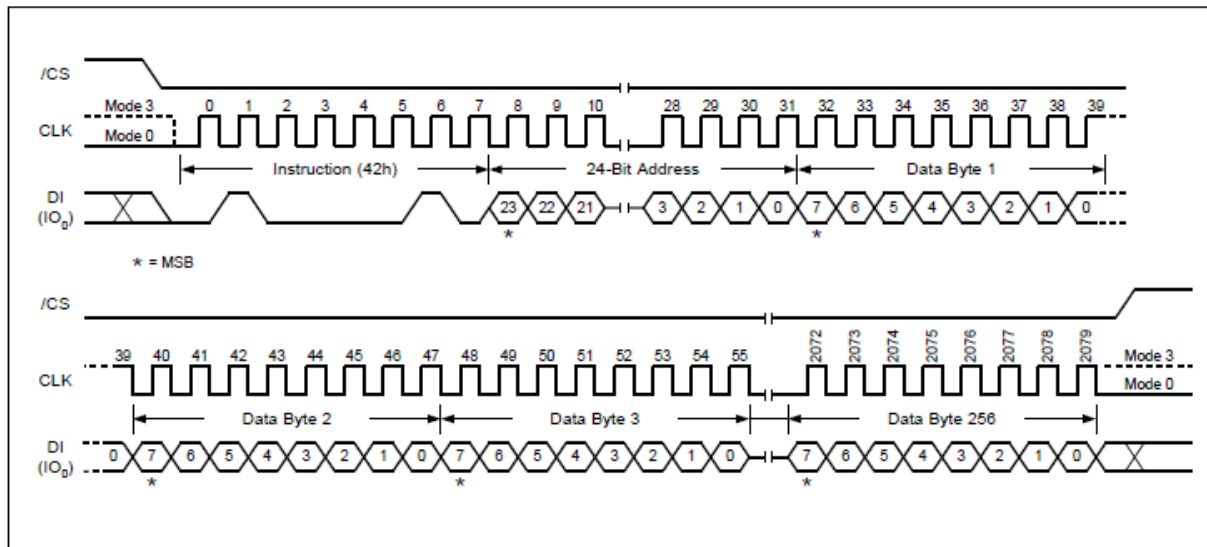 /CS
Mode 3 0 1 2 3 4 5 6 7 8 9 10 28 29 30 31 32 33 34 35 36 37 38 39
CLK Mode 0
Instruction (42h) 24-Bit Address Data Byte 1
DI
(IO0) 23 22 21 3 2 1 0 7 6 5 4 3 2 1 0
* *
* = MSB
/CS
39 40 41 42 43 44 45 46 47 48 49 50 51 52 53 54 55 2072 2073 2074 2075 2076 2077 2078 2079 Mode 3
CLK Mode 0
Data Byte 2 Data Byte 3 Data Byte 256
DI
(IO0) 0 7 6 5 4 3 2 1 0 7 6 5 4 3 2 1 0 7 6 5 4 3 2 1 0
* * *